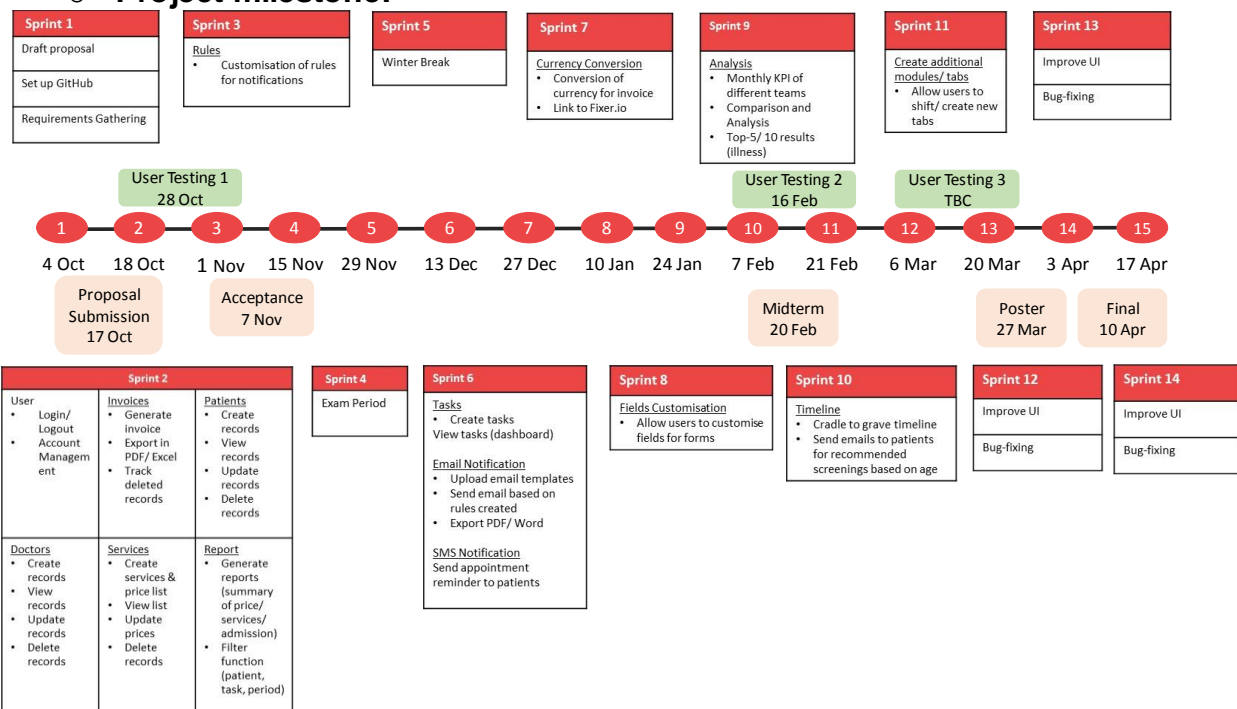 Project Milestone:
Sprint 1
Draft proposal
Set up GitHub
Requirements Gathering
Sprint 3
Rules
• Customisation of rules
for notifications
Sprint 5
Winter Break
Sprint 7
Currency Conversion
• Conversion of
currency for invoice
• Link to Fixer.io
Sprint 9
Analysis
• Monthly KPI of
different teams
• Comparison and
Analysis
• Top-5/ 10 results
(illness)
Sprint 11
Create additional
modules/ tabs
• Allow users to
shift/ create new
tabs
Sprint 13
Improve UI
Bug-fixing
User Testing 1
28 Oct
User Testing 2
16 Feb
User Testing 3
TBC
1 2 3 4 5 6 7 8 9 10 11 12 13 14 15
4 Oct 18 Oct 1 Nov 15 Nov 29 Nov 13 Dec 27 Dec 10 Jan 24 Jan 7 Feb 21 Feb 6 Mar 20 Mar 3 Apr 17 Apr
Proposal
Submission
17 Oct
Acceptance
7 Nov
Midterm
20 Feb
Poster
27 Mar
Final
10 Apr
Sprint 2
User
• Login/
Logout
• Account
Managem
ent
Invoices
• Generate
invoice
• Export in
PDF/ Excel
• Track
deleted
records
Patients
• Create
records
• View
records
• Update
records
• Delete
records
Doctors
• Create
records
• View
records
• Update
records
• Delete
records
Services
• Create
services &
price list
• View list
• Update
prices
• Delete
records
Report
• Generate
reports
(summary
of price/
services/
admission)
• Filter
function
(patient,
task, period)
Sprint 4
Exam Period
Sprint 6
Tasks
• Create tasks
View tasks (dashboard)
Email Notification
• Upload email templates
• Send email based on
rules created
• Export PDF/ Word
SMS Notification
Send appointment
reminder to patients
Sprint 8
Fields Customisation
• Allow users to customise
fields for forms
Sprint 10
Timeline
• Cradle to grave timeline
• Send emails to patients
for recommended
screenings based on age
Sprint 12
Improve UI
Bug-fixing
Sprint 14
Improve UI
Bug-fixing